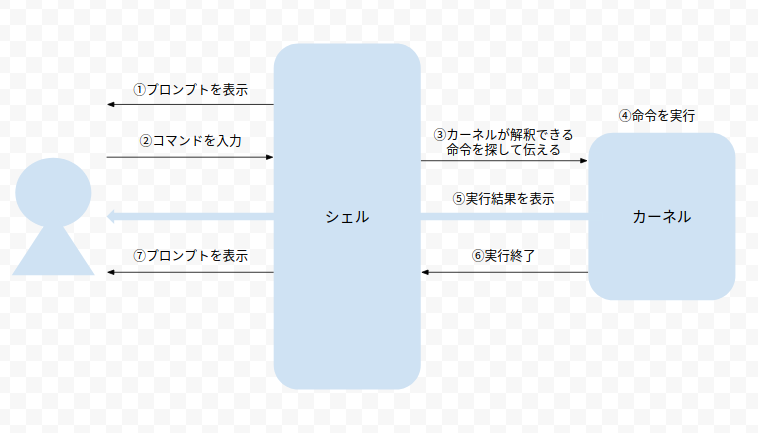 ①プロンプトを表示
②コマンドを入力
③カーネルが解釈できる
命令を探して伝える
④命令を実行
⑤実行結果を表示
シェル
カーネル
⑥実行終了
⑦プロンプトを表示